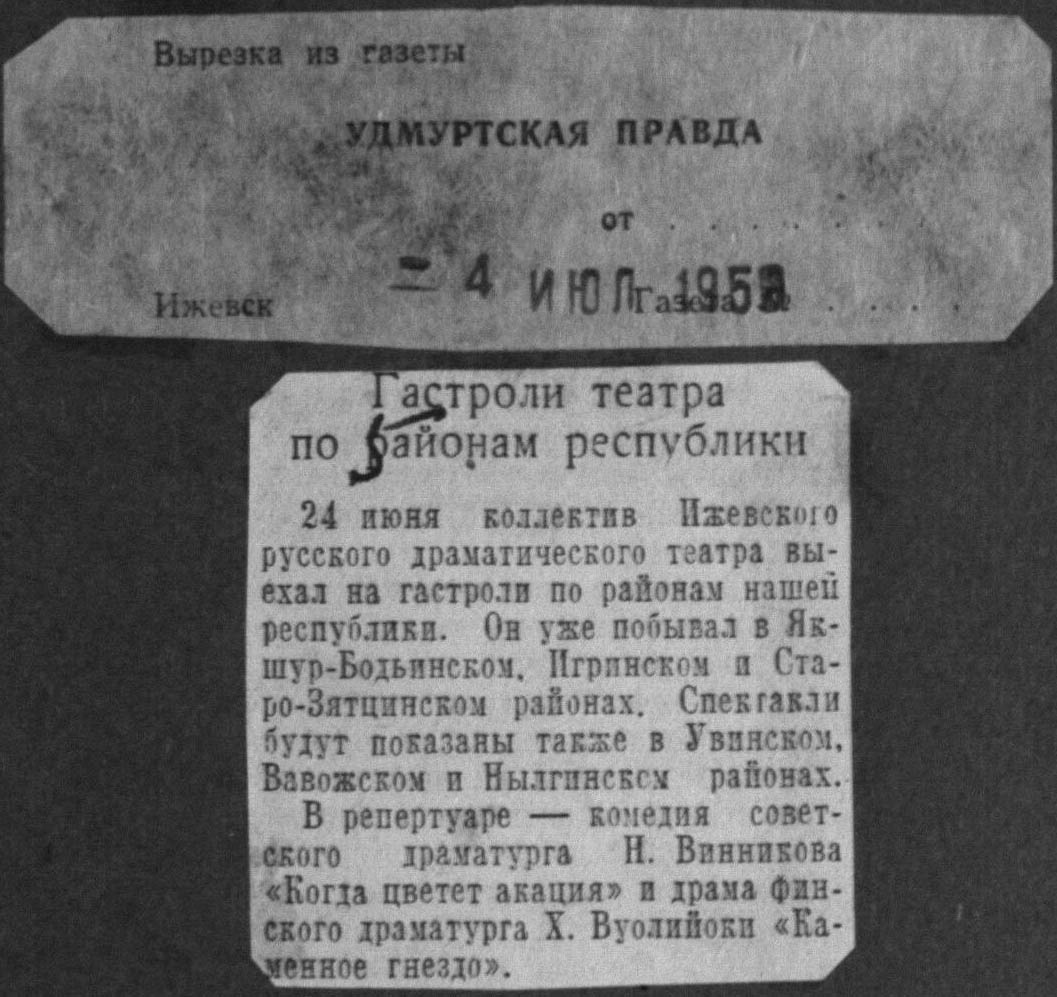 Вырезка из газеты
УДМУРТСКАЯ ПРАВДА
от . . . . . . .
- 4 ИЮЛ 195
Ижевск Газета № . . . . .
Гастроли театра
по районам республики
24 июня коллектив Ижевского
русского драматического театра вы-
ехал на гастроли по районам нашей
республики. Он уже побывал в Як-
шур-Бодьинском, Игринском и Ста-
ро-Зятцинском районах. Спектакли
будут показаны также в Увинском,
Вавожском и Нылгинском районах.
В репертуаре — комедия совет-
ского драматурга Н. Винникова
«Когда цветет акация» и драма фин-
ского драматурга Х. Вуолийоки «Ка-
менное гнездо».